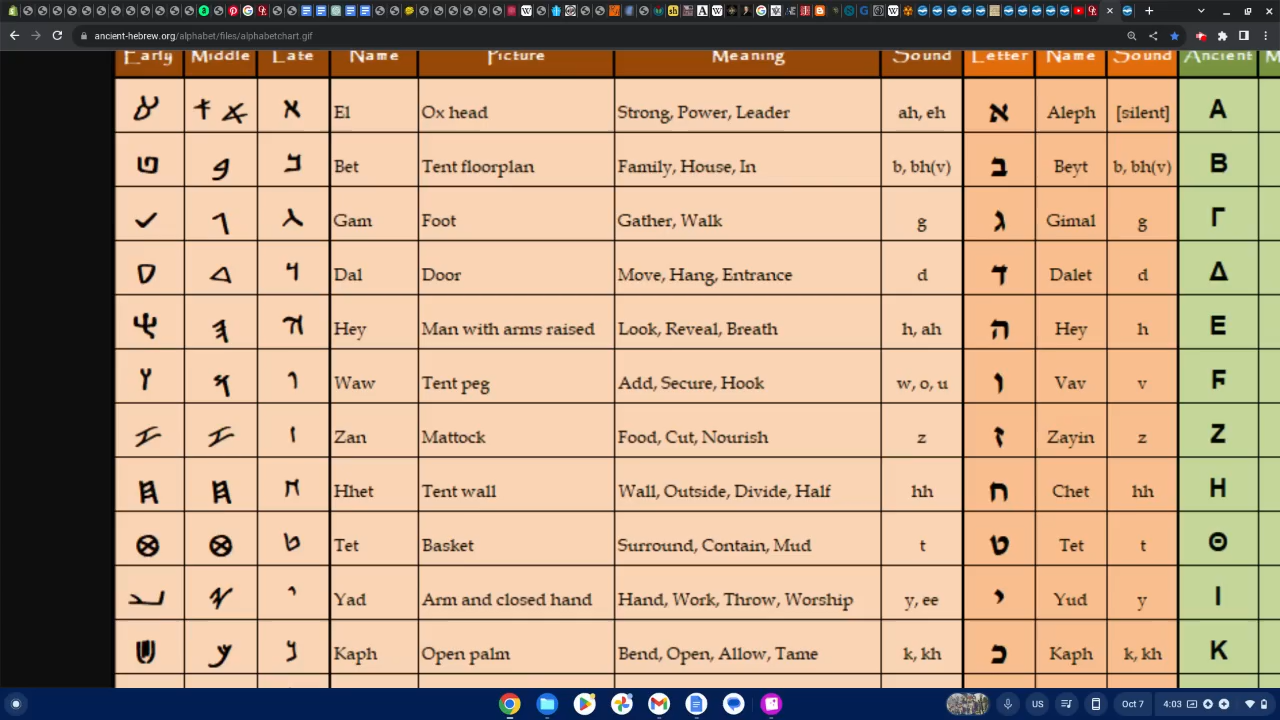 ancient-hebrew.org/alphabet/files/alphabetchart.gif
Early Middle Late Name Picture Meaning Sound Letter Name Sound Ancient
El Ox head Strong, Power, Leader ah, eh א Aleph [silent] Α
Bet Tent floorplan Family, House, In b, bh(v) ב Beyt b, bh(v) Β
Gam Foot Gather, Walk g ג Gimal g Γ
Dal Door Move, Hang, Entrance d ד Dalet d Δ
Hey Man with arms raised Look, Reveal, Breath h, ah ה Hey h Ε
Waw Tent peg Add, Secure, Hook w, o, u ו Vav v Ϝ
Zan Mattock Food, Cut, Nourish z ז Zayin z Ζ
Hhet Tent wall Wall, Outside, Divide, Half hh ח Chet hh Η
Tet Basket Surround, Contain, Mud t ט Tet t Θ
Yad Arm and closed hand Hand, Work, Throw, Worship y, ee י Yud y Ι
Kaph Open palm Bend, Open, Allow, Tame k, kh כ Kaph k, kh Κ
US Oct 7 4:03